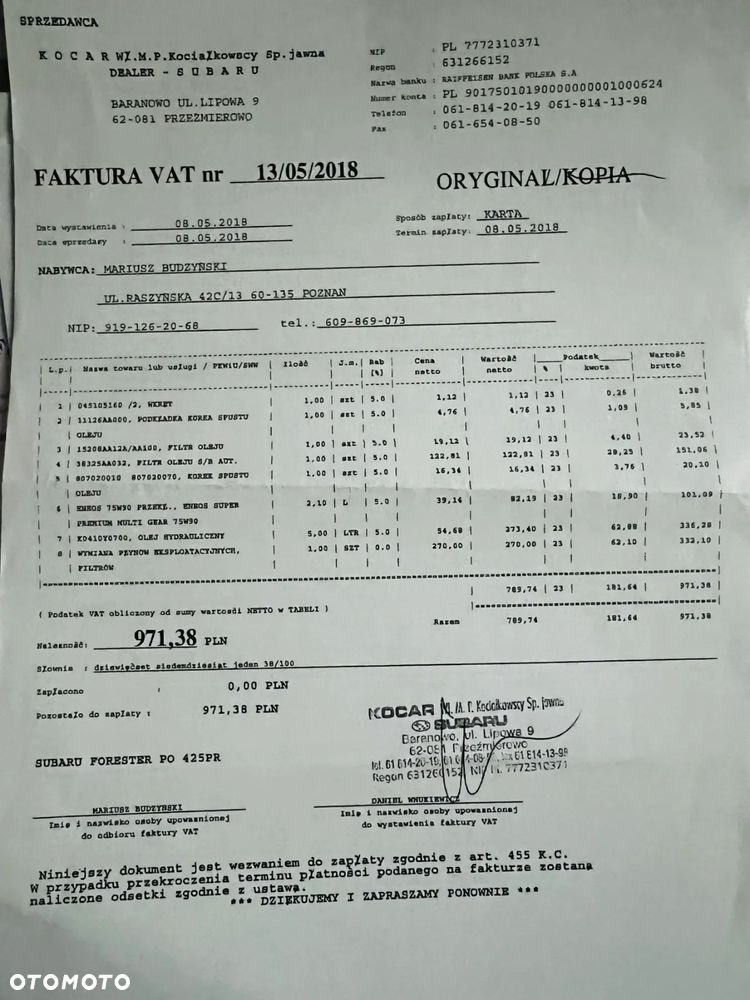 SPRZEDAWCA
K O C A R WŁ.M.P.Kociałkowscy Sp.jawna
DEALER - S U B A R U
BARANOWO UL.LIPOWA 9
62-081 PRZEŹMIEROWO
NIP : PL 7772310371
Regon : 631266152
Nazwa banku : RAIFFEISEN BANK POLSKA S.A
Numer konta : PL 90175010190000000001000624
Telefon : 061-814-20-19 061-814-13-98
Fax : 061-654-08-50
FAKTURA VAT nr 13/05/2018
ORYGINAŁ/KOPIA
Data wystawienia : 08.05.2018
Data sprzedaży : 08.05.2018
Sposób zapłaty: KARTA
Termin zapłaty: 08.05.2018
NABYWCA: MARIUSZ BUDZYŃSKI
UL.RASZYŃSKA 42C/13 60-135 POZNAN
NIP: 919-126-20-68 tel.: 609-869-073
L.p. | Nazwa towaru lub usługi / PKWIU/SWW | Ilość | J.m. | Rab [%] | Cena netto | Wartość netto | Podatek % kwota | Wartość brutto
1 | 045105160 /2, WKRĘT | 1,00 | szt | 5.0 | 1,12 | 1,12 | 23 | 0,26 | 1,38
2 | 11126AA000, PODKŁADKA KORKA SPUSTU | 1,00 | szt | 5.0 | 4,76 | 4,76 | 23 | 1,09 | 5,85
OLEJU
3 | 15208AA12A/AA100, FILTR OLEJU | 1,00 | szt | 5.0 | 19,12 | 19,12 | 23 | 4,40 | 23,52
4 | 38325AA032, FILTR OLEJU S/B AUT. | 1,00 | szt | 5.0 | 122,81 | 122,81 | 23 | 28,25 | 151,06
5 | 807020010 807020070, KOREK SPUSTU | 1,00 | szt | 5.0 | 16,34 | 16,34 | 23 | 3,76 | 20,10
OLEJU
6 | ENEOS 75W90 PRZEKŁ., ENEOS SUPER | 2,10 | L | 5.0 | 39,14 | 82,19 | 23 | 18,90 | 101,09
PREMIUM MULTI GEAR 75W90
7 | K0410Y0700, OLEJ HYDRAULICZNY | 5,00 | LTR | 5.0 | 54,68 | 273,40 | 23 | 62,88 | 336,28
8 | WYMIANA PŁYNÓW EKSPLOATACYJNYCH, | 1,00 | SZT | 0.0 | 270,00 | 270,00 | 23 | 62,10 | 332,10
FILTRÓW
789,74 | 23 | 181,64 | 971,38
( Podatek VAT obliczony od sumy wartości NETTO w TABELI )
Razem 789,74 181,64 971,38
Należność: 971,38 PLN
Słownie : dziewięćset siedemdziesiąt jeden 38/100
Zapłacono : 0,00 PLN
Pozostało do zapłaty : 971,38 PLN
KOCAR Wł. M. P. Kociałkowscy Sp. jawna
SUBARU
Baranowo, ul. Lipowa 9
62-081 Przeźmierowo
Regon 631266152 NIP PL 7772310371
SUBARU FORESTER PO 425PR
MARIUSZ BUDZYŃSKI
Imię i nazwisko osoby upoważnionej
do odbioru faktury VAT
DANIEL WNUKIEWICZ
Imię i nazwisko osoby upoważnionej
do wystawienia faktury VAT
Niniejszy dokument jest wezwaniem do zapłaty zgodnie z art. 455 K.C.
W przypadku przekroczenia terminu płatności podanego na fakturze zostaną
naliczone odsetki zgodnie z ustawą.
*** DZIĘKUJEMY I ZAPRASZAMY PONOWNIE ***
OTOMOTO